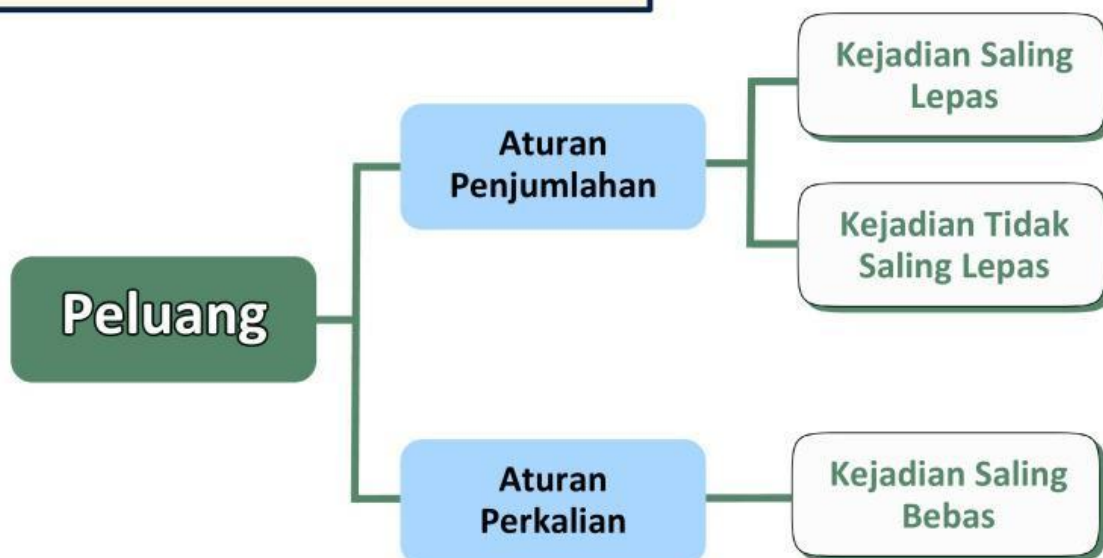 Peluang
Aturan
Penjumlahan
Kejadian Saling
Lepas
Kejadian Tidak
Saling Lepas
Aturan
Perkalian
Kejadian Saling
Bebas